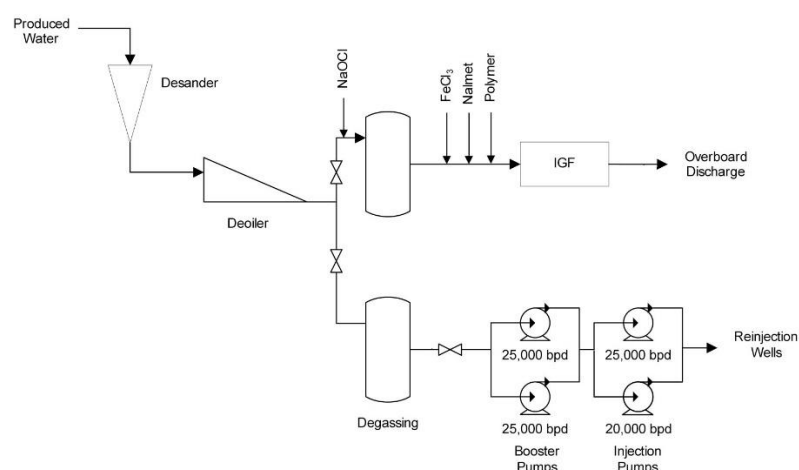 Produced
Water
Desander
NaOCl
FeCl₃
Nalmet
Polymer
IGF
Overboard
Discharge
Deoiler
Degassing
25,000 bpd
25,000 bpd
Reinjection
Wells
25,000 bpd
20,000 bpd
Booster
Pumps
Injection
Pumps